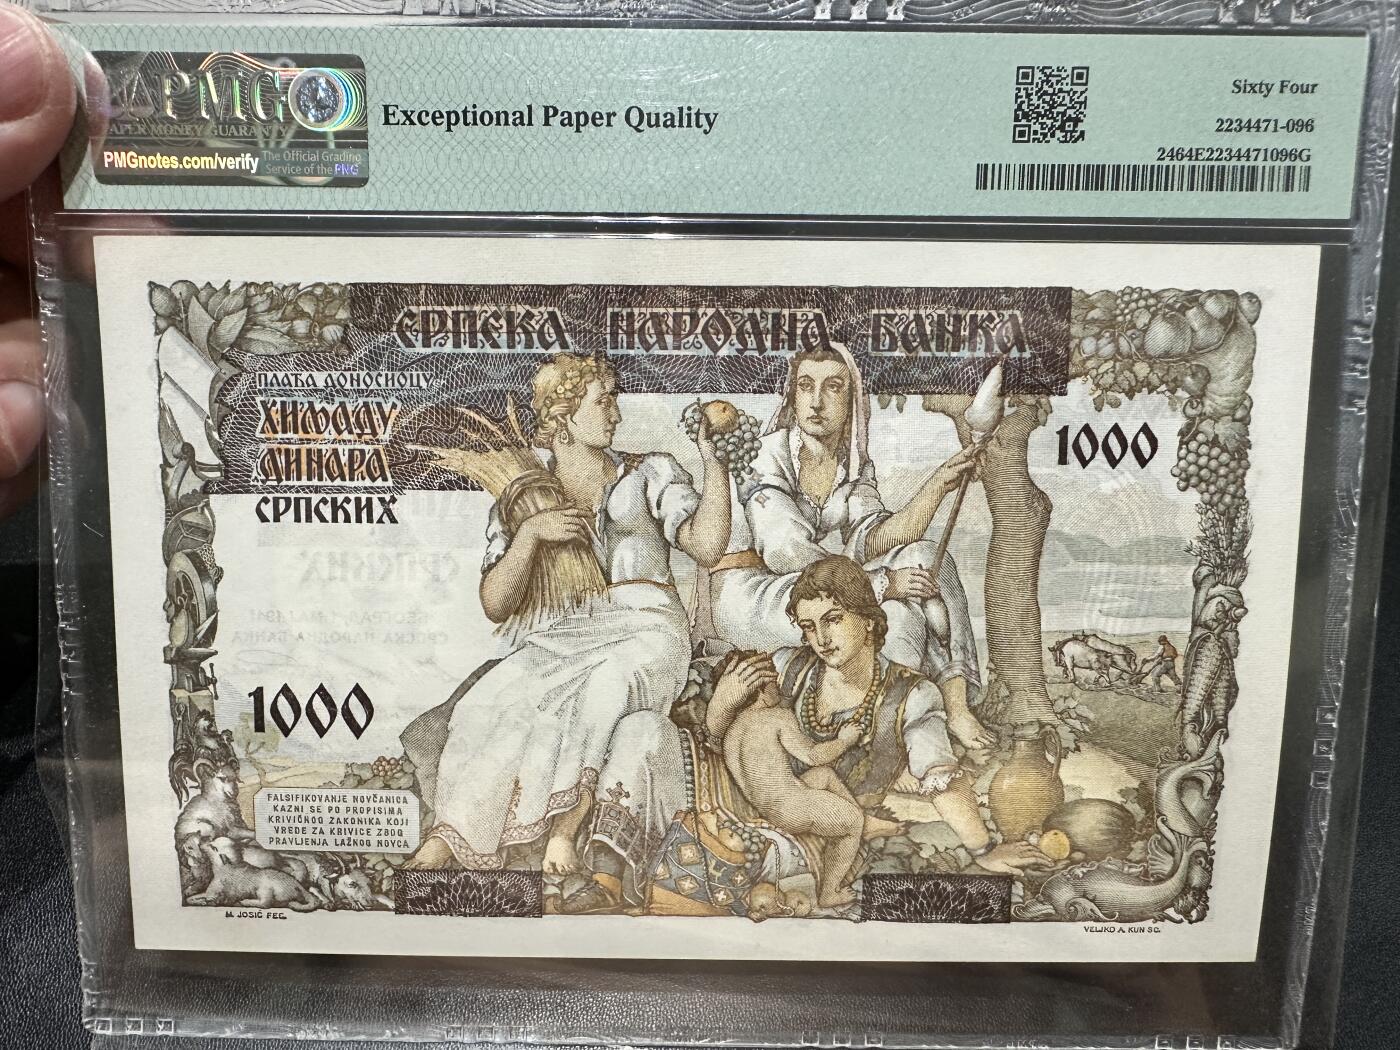 PMG
PAPER MONEY GUARANTY
PMGnotes.com/verify
The Official Grading
Service of the PNG
Exceptional Paper Quality
Sixty Four
2234471-096
2464E2234471096G
СРПСКА НАРОДНА БАНКА
ПЛАЋА ДОНОСИОЦУ
ХИЉАДУ
ДИНАРА
СРПСКИХ
1000
1000
FALSIFIKOVANJE NOVČANICA
KAZNI SE PO PROPISIMA
KRIVIČNOG ZAKONIKA KOJI
VREDE ZA KRIVICE ZBOG
PRAVLJENJA LAŽNOG NOVCA
M. JOSIĆ FEC.
VELJKO A. KUN SC.